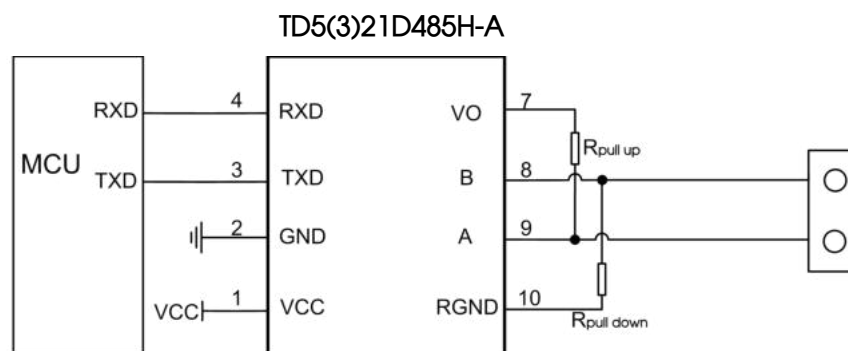 TD5(3)21D485H-A
RXD 4 RXD VO 7
Rpull up
MCU
TXD 3 TXD B 8
2 GND A 9
VCC 1 VCC RGND 10
Rpull down